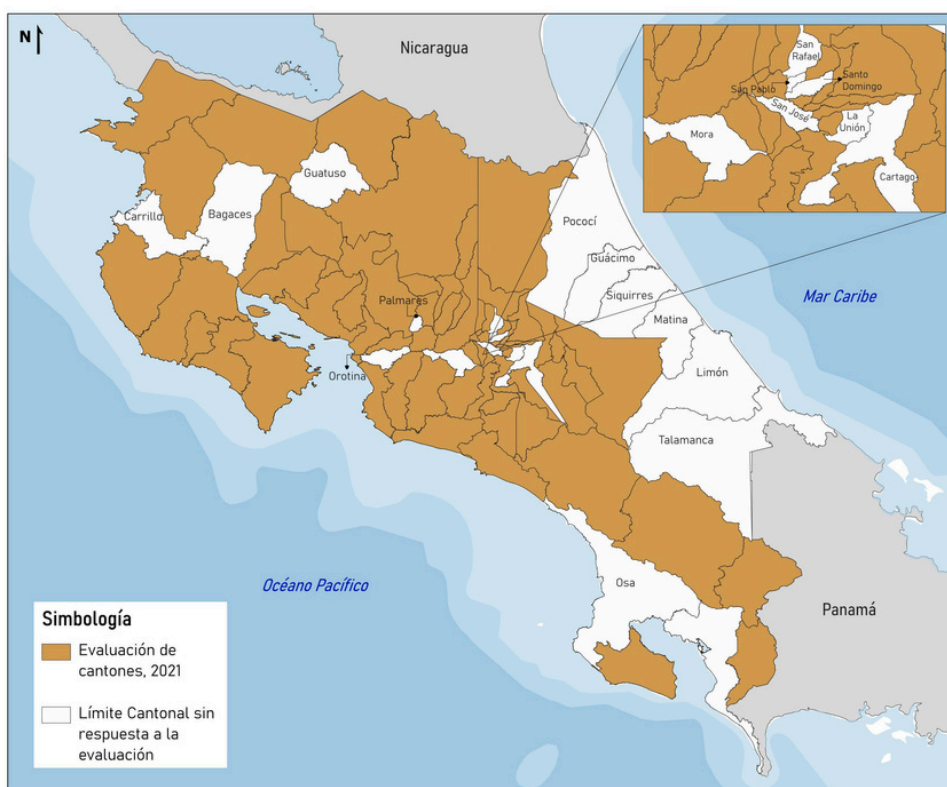 N
Nicaragua
San
Rafael
San Pablo
Santo
Domingo
San José
La
Unión
Mora
Cartago
Guatuso
Carrillo
Bagaces
Pococí
Guácimo
Siquirres
Matina
Mar Caribe
Palmares
Orotina
Limón
Talamanca
Océano Pacífico
Osa
Panamá
Simbología
Evaluación de
cantones, 2021
Límite Cantonal sin
respuesta a la
evaluación